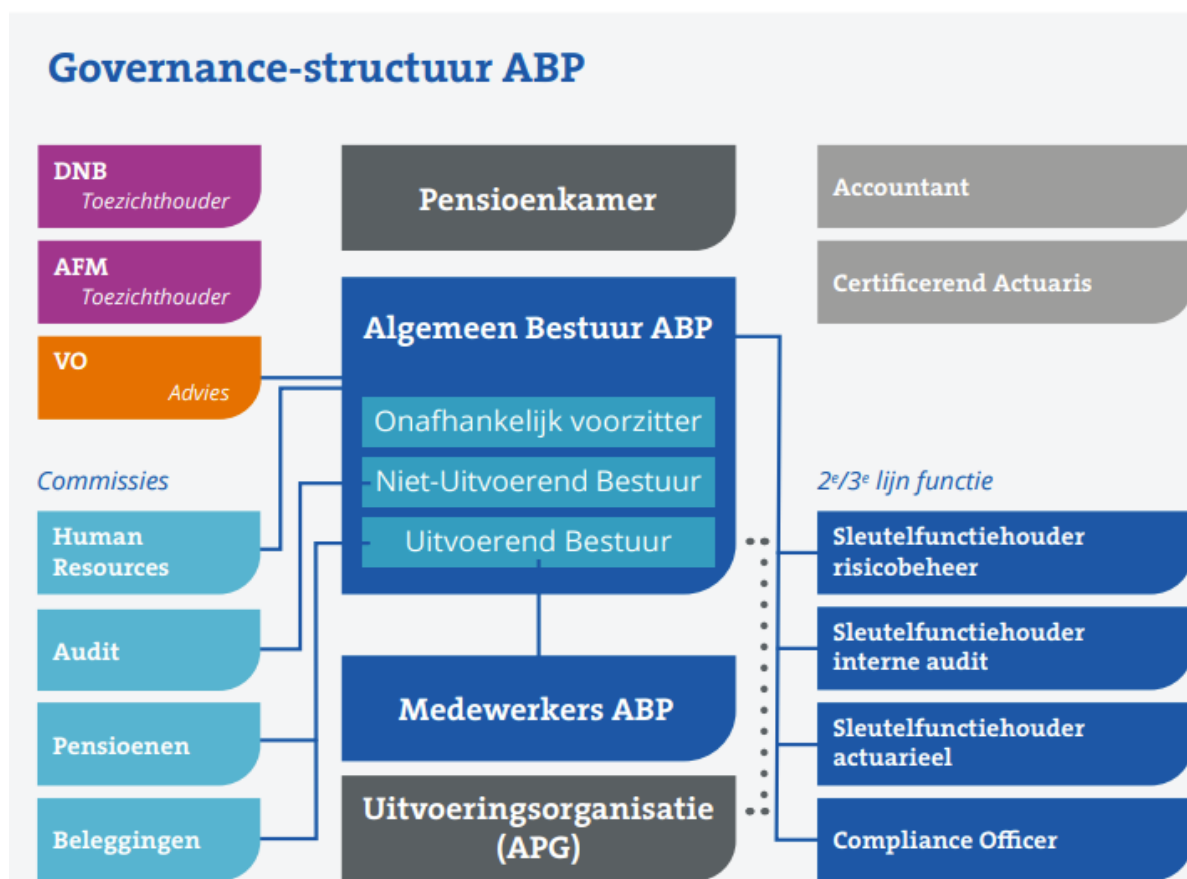 Governance-structuur ABP
DNB
Toezichthouder
AFM
Toezichthouder
VO
Advies
Commissies
Human
Resources
Audit
Pensioenen
Beleggingen
Pensioenkamer
Algemeen Bestuur ABP
Onafhankelijk voorzitter
Niet-Uitvoerend Bestuur
Uitvoerend Bestuur
Medewerkers ABP
Uitvoeringsorganisatie
(APG)
Accountant
Certificerend Actuaris
2e/3e lijn functie
Sleutelfunctiehouder
risicobeheer
Sleutelfunctiehouder
interne audit
Sleutelfunctiehouder
actuarieel
Compliance Officer